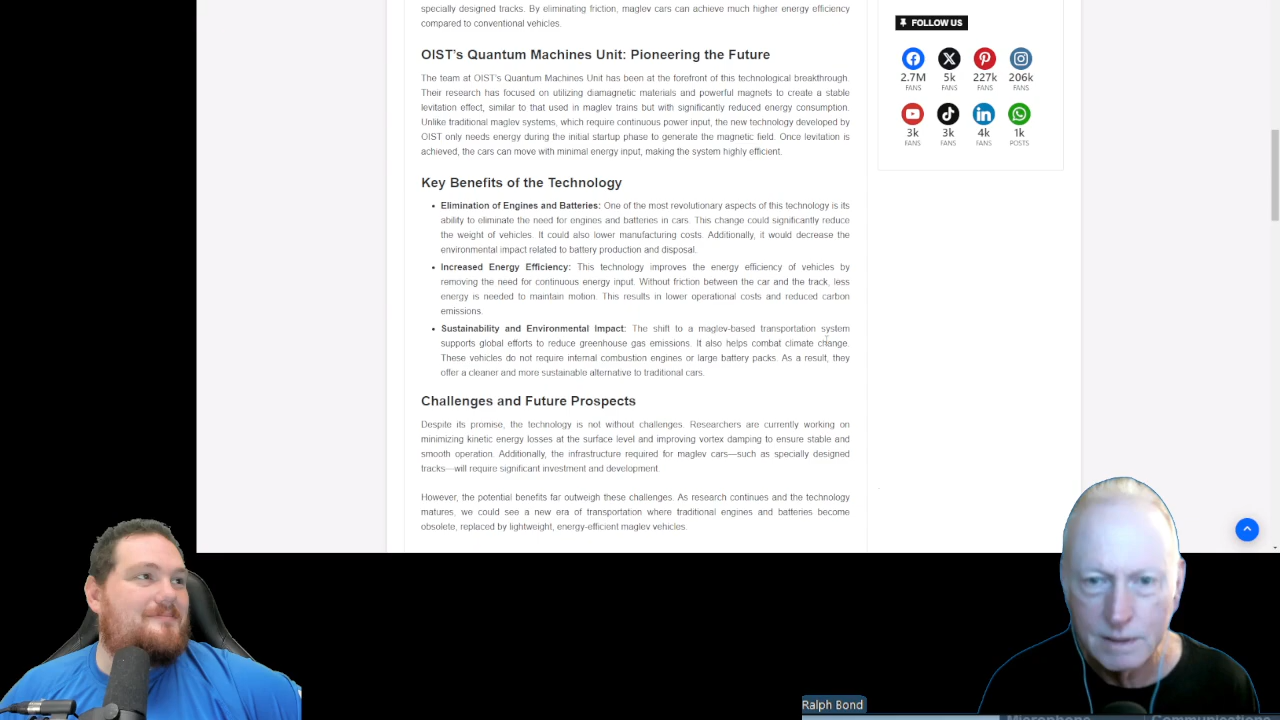 specially designed tracks. By eliminating friction, maglev cars can achieve much higher energy efficiency
compared to conventional vehicles.
OIST's Quantum Machines Unit: Pioneering the Future
The team at OIST's Quantum Machines Unit has been at the forefront of this technological breakthrough.
Their research has focused on utilizing diamagnetic materials and powerful magnets to create a stable
levitation effect, similar to that used in maglev trains but with significantly reduced energy consumption.
Unlike traditional maglev systems, which require continuous power input, the new technology developed by
OIST only needs energy during the initial startup phase to generate the magnetic field. Once levitation is
achieved, the cars can move with minimal energy input, making the system highly efficient.
Key Benefits of the Technology
Elimination of Engines and Batteries: One of the most revolutionary aspects of this technology is its
ability to eliminate the need for engines and batteries in cars. This change could significantly reduce
the weight of vehicles. It could also lower manufacturing costs. Additionally, it would decrease the
environmental impact related to battery production and disposal.
Increased Energy Efficiency: This technology improves the energy efficiency of vehicles by
removing the need for continuous energy input. Without friction between the car and the track, less
energy is needed to maintain motion. This results in lower operational costs and reduced carbon
emissions.
Sustainability and Environmental Impact: The shift to a maglev-based transportation system
supports global efforts to reduce greenhouse gas emissions. It also helps combat climate change.
These vehicles do not require internal combustion engines or large battery packs. As a result, they
offer a cleaner and more sustainable alternative to traditional cars.
Challenges and Future Prospects
Despite its promise, the technology is not without challenges. Researchers are currently working on
minimizing kinetic energy losses at the surface level and improving vortex damping to ensure stable and
smooth operation. Additionally, the infrastructure required for maglev cars—such as specially designed
tracks—will require significant investment and development.
However, the potential benefits far outweigh these challenges. As research continues and the technology
matures, we could see a new era of transportation where traditional engines and batteries become
obsolete, replaced by lightweight, energy-efficient maglev vehicles.
FOLLOW US
2.7M 5k 227k 206k
FANS FANS FANS FANS
3k 3k 4k 1k
FANS FANS FANS POSTS
Ralph Bond